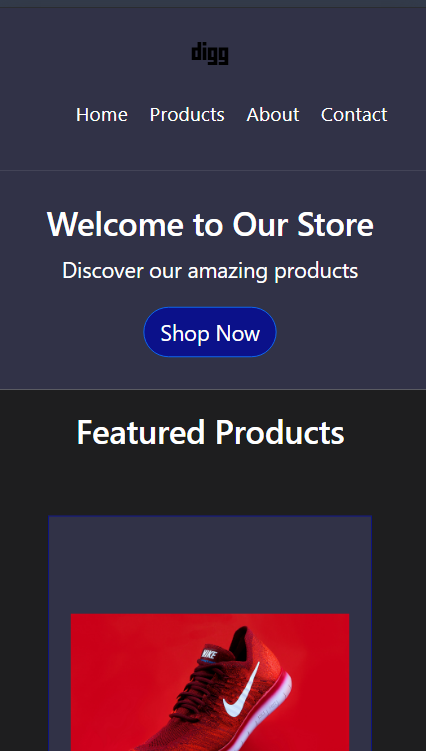 digg
Home Products About Contact
Welcome to Our Store
Discover our amazing products
Shop Now
Featured Products
NIKE